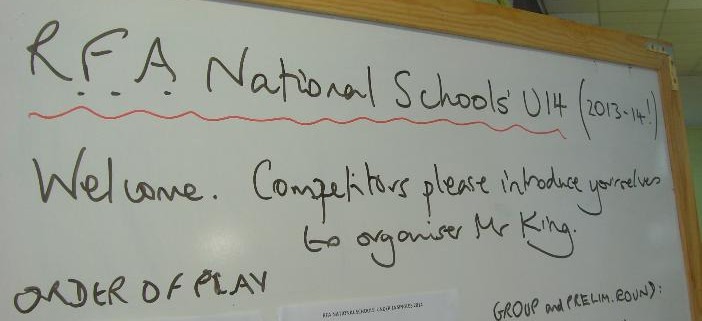 R.F.A. National Schools' U14 (2013-14!)
Welcome. Competitors please introduce yourselves
to organiser Mr King.
ORDER OF PLAY
GROUP and PRELIM. ROUND: